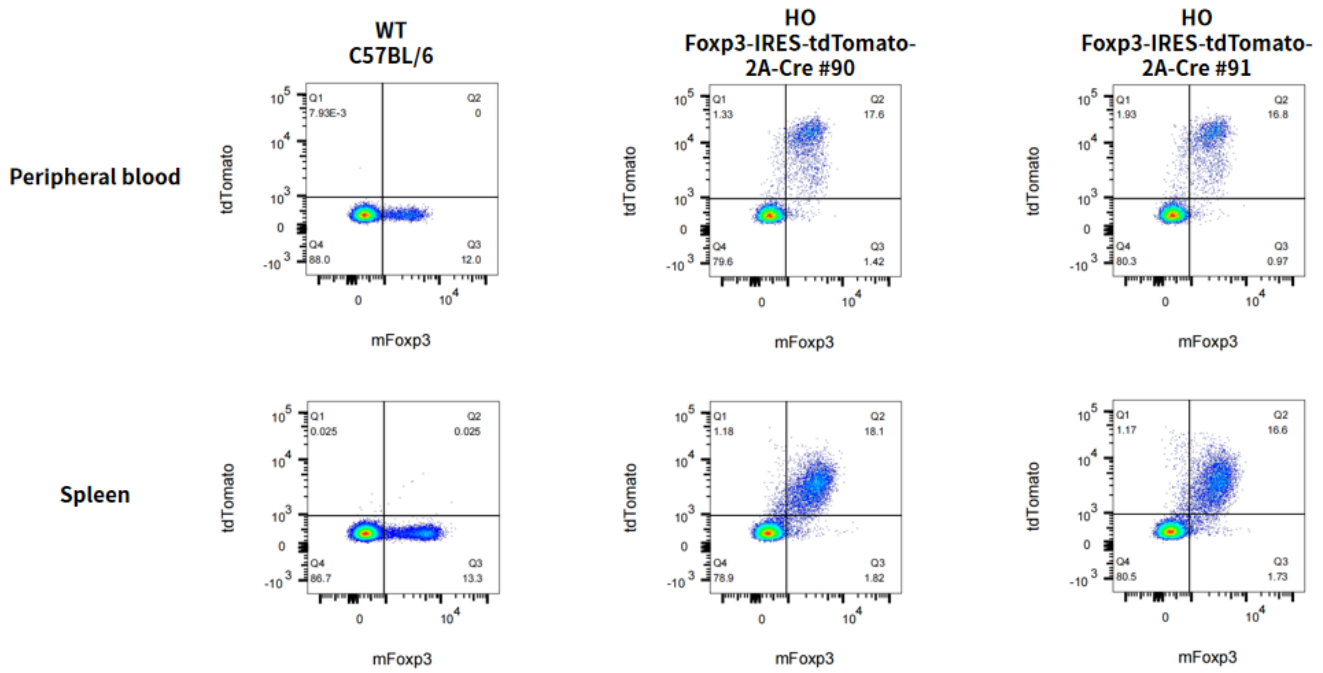 WT
C57BL/6
HO
Foxp3-IRES-tdTomato-
2A-Cre #90
HO
Foxp3-IRES-tdTomato-
2A-Cre #91
Peripheral blood
tdTomato
10^5
10^4
10^3
0
-10^3
Q1
7.93E-3
Q2
0
Q4
88.0
Q3
12.0
0
10^4
mFoxp3
tdTomato
10^5
10^4
10^3
0
-10^3
Q1
1.33
Q2
17.6
Q4
79.6
Q3
1.42
0
10^4
mFoxp3
tdTomato
10^5
10^4
10^3
0
-10^3
Q1
1.93
Q2
16.8
Q4
80.3
Q3
0.97
0
10^4
mFoxp3
Spleen
tdTomato
10^5
10^4
10^3
0
-10^3
Q1
0.025
Q2
0.025
Q4
86.7
Q3
13.3
0
10^4
mFoxp3
tdTomato
10^5
10^4
10^3
0
-10^3
Q1
1.18
Q2
18.1
Q4
78.9
Q3
1.82
0
10^4
mFoxp3
tdTomato
10^5
10^4
10^3
0
-10^3
Q1
1.17
Q2
16.6
Q4
80.5
Q3
1.73
0
10^4
mFoxp3